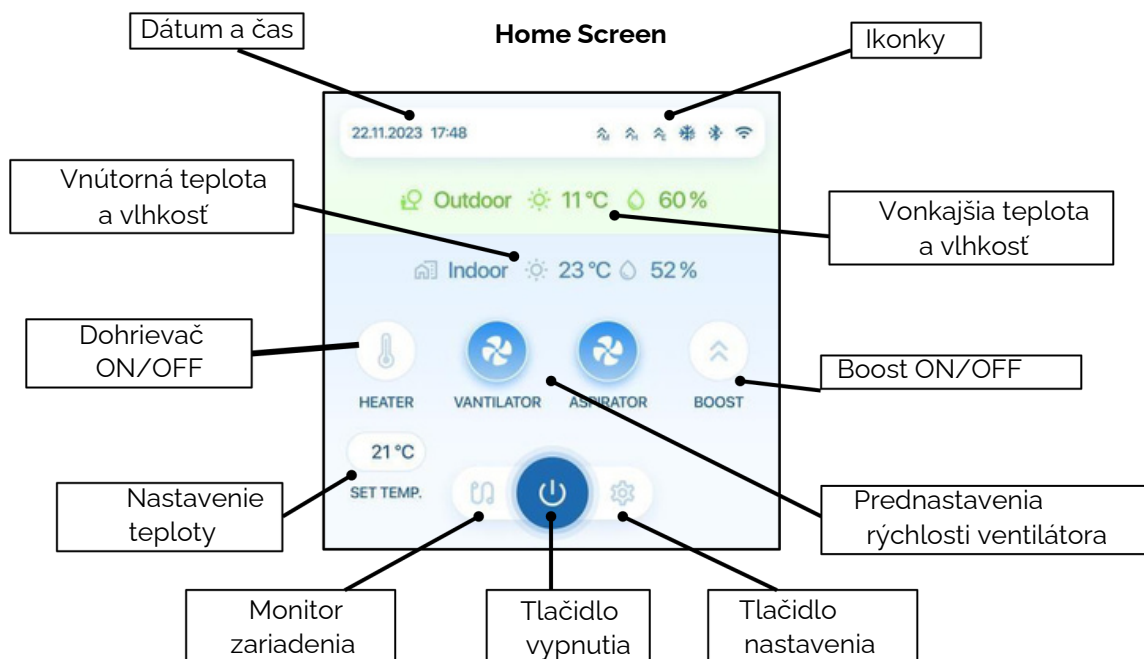 Home Screen
Dátum a čas
Ikonky
22.11.2023 17:48
Vnútorná teplota
a vlhkosť
Outdoor 11 °C 60 %
Vonkajšia teplota
a vlhkosť
Indoor 23 °C 52 %
Dohrievač
ON/OFF
Boost ON/OFF
HEATER VANTILATOR ASPIRATOR BOOST
21 °C
SET TEMP.
Nastavenie
teploty
Prednastavenia
rýchlosti ventilátora
Monitor
zariadenia
Tlačidlo
vypnutia
Tlačidlo
nastavenia